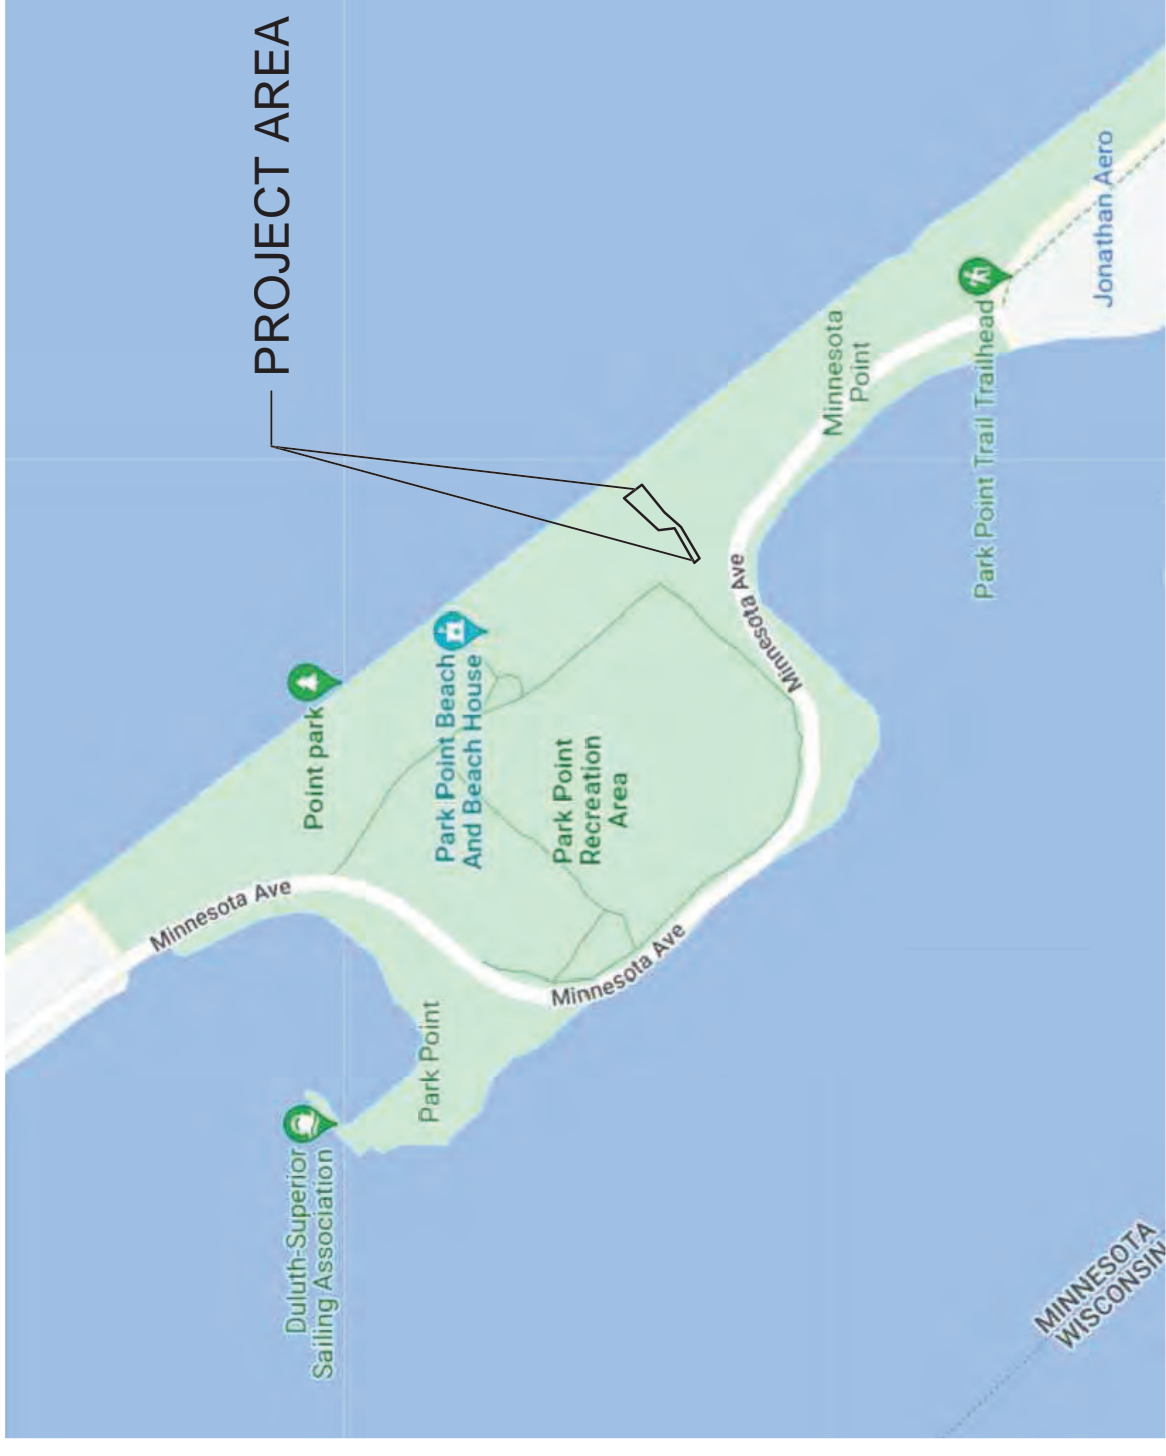 PROJECT AREA
Point park
Park Point Beach
And Beach House
Park Point
Recreation
Area
Minnesota Ave
Minnesota Ave
Minnesota Ave
Minnesota
Point
Park Point Trail Trailhead
Jonathan Aero
Park Point
Duluth-Superior
Sailing Association
MINNESOTA
WISCONSIN